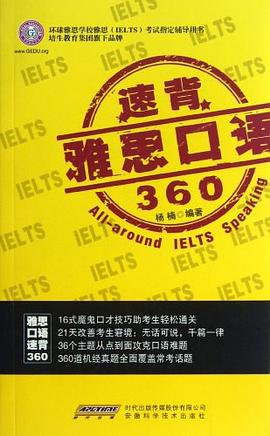 环球雅思学校雅思(IELTS)考试指定辅导用书
培生教育集团旗下品牌
www.GEDU.org
IELTS
IELTS
IELTS
速背
雅思口语
360
杨楠◎编著
All-around IELTS Speaking
IELTS
IELTS
IELTS
IELTS
IELTS
雅思
口语
速背
360
16式魔鬼口才技巧助考生轻松通关
21天改善考生窘境:无话可说,千篇一律
36个主题从点到面攻克口语难题
360道机经真题全面覆盖常考话题
时代出版传媒股份有限公司
安徽科学技术出版社